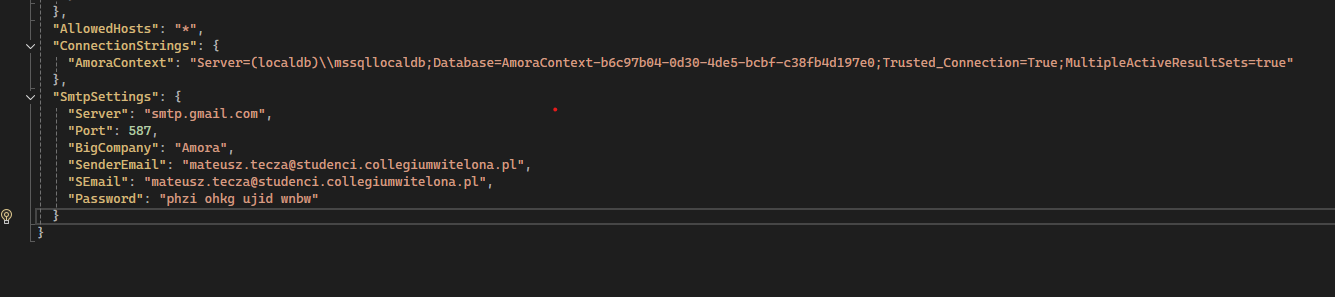 },
"AllowedHosts": "*",
"ConnectionStrings": {
"AmoraContext": "Server=(localdb)\\mssqllocaldb;Database=AmoraContext-b6c97b04-0d30-4de5-bcbf-c38fb4d197e0;Trusted_Connection=True;MultipleActiveResultSets=true"
},
"SmtpSettings": {
"Server": "smtp.gmail.com",
"Port": 587,
"BigCompany": "Amora",
"SenderEmail": "mateusz.tecza@studenci.collegiumwitelona.pl",
"SEmail": "mateusz.tecza@studenci.collegiumwitelona.pl",
"Password": "phzi ohkg ujid wnbw"
}
}